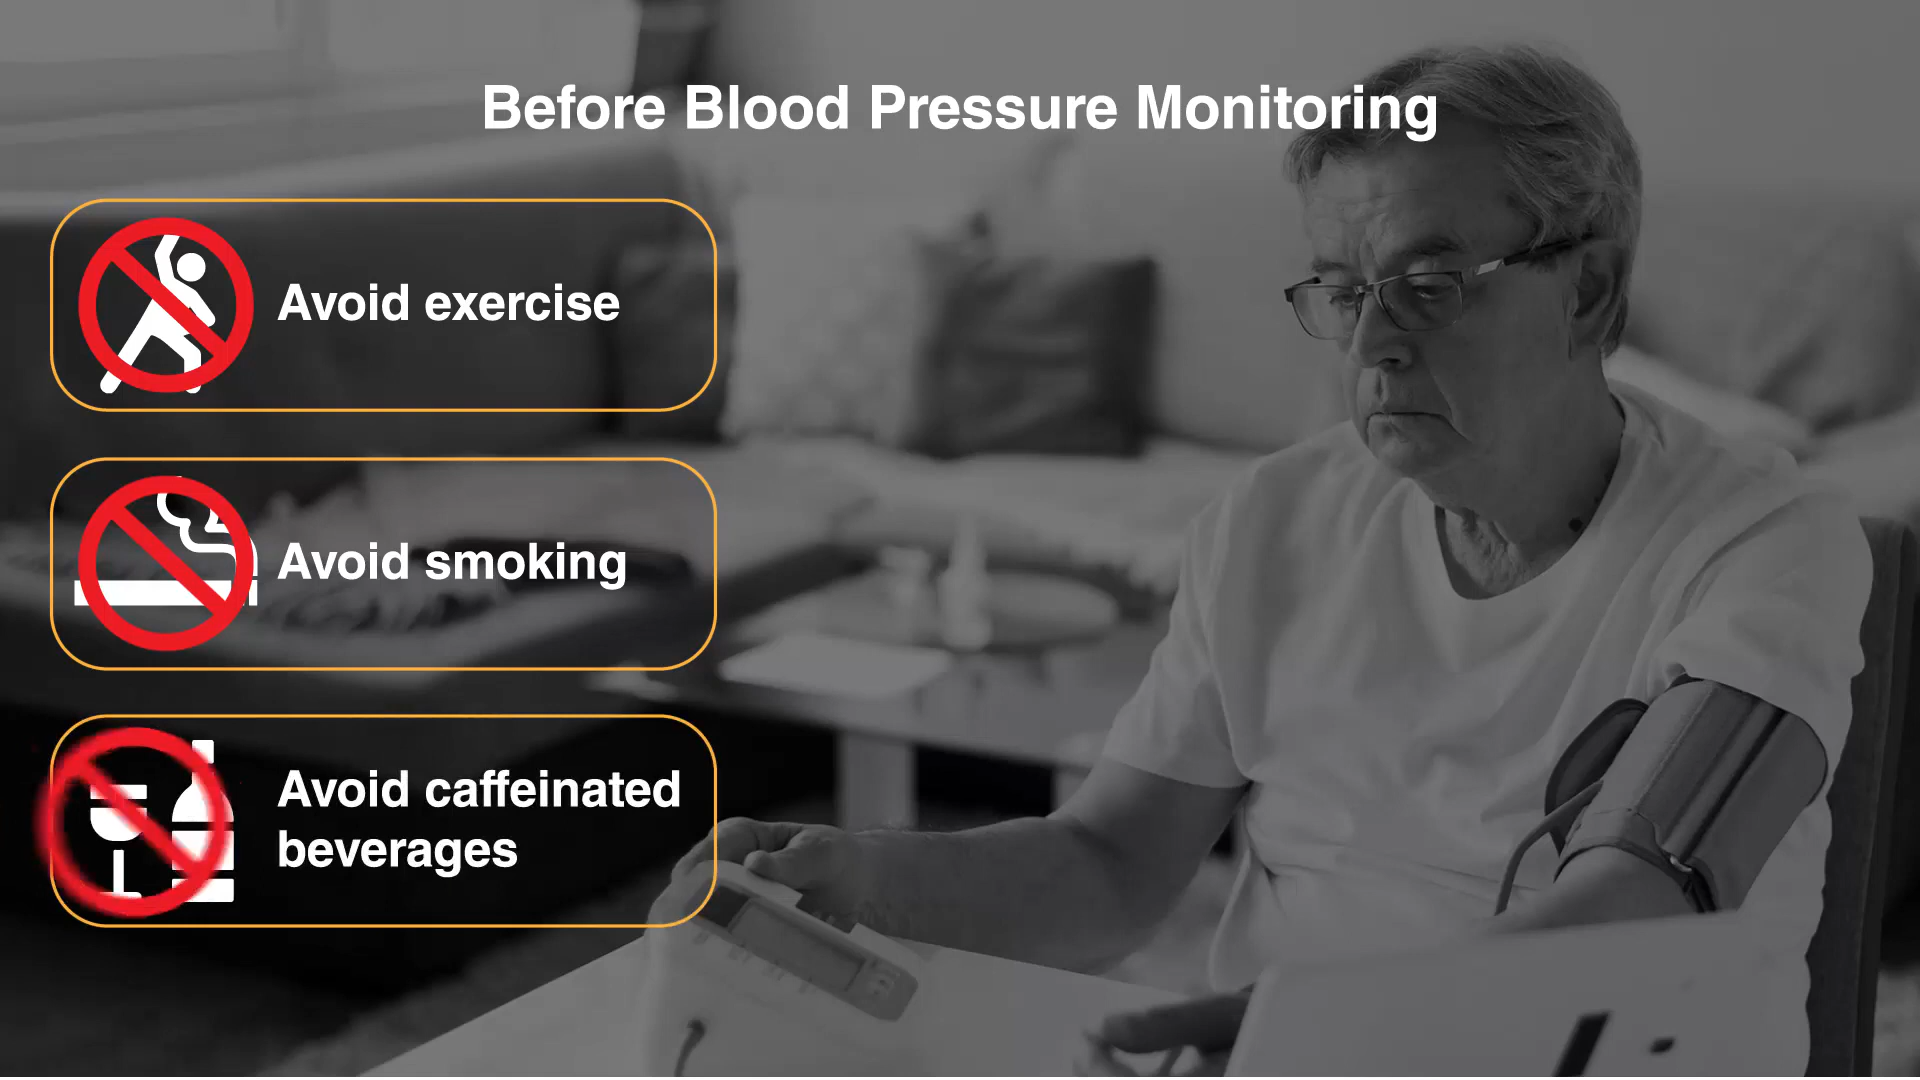 Before Blood Pressure Monitoring
Avoid exercise
Avoid smoking
Avoid caffeinated
beverages